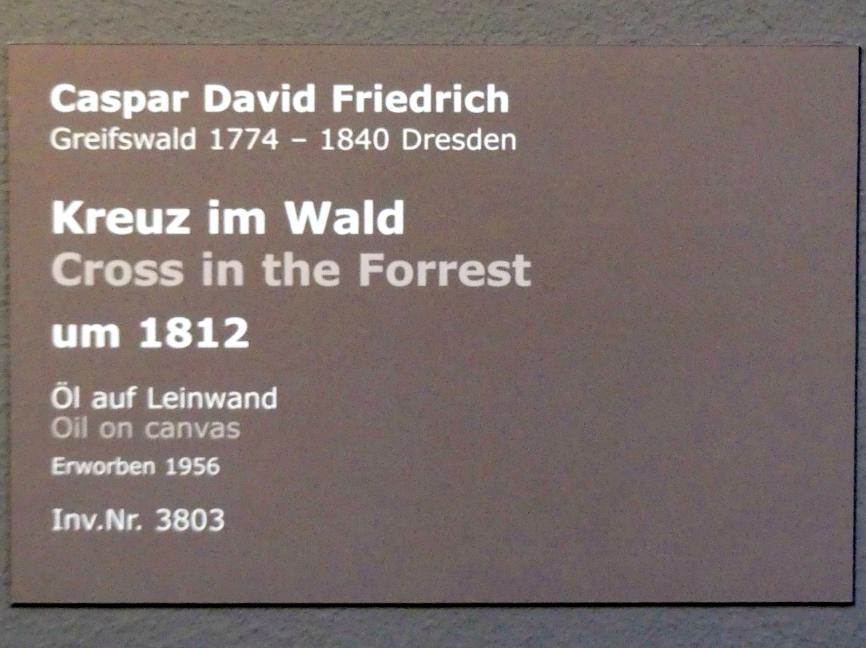 Caspar David Friedrich
Greifswald 1774 – 1840 Dresden
Kreuz im Wald
Cross in the Forrest
um 1812
Öl auf Leinwand
Oil on canvas
Erworben 1956
Inv.Nr. 3803